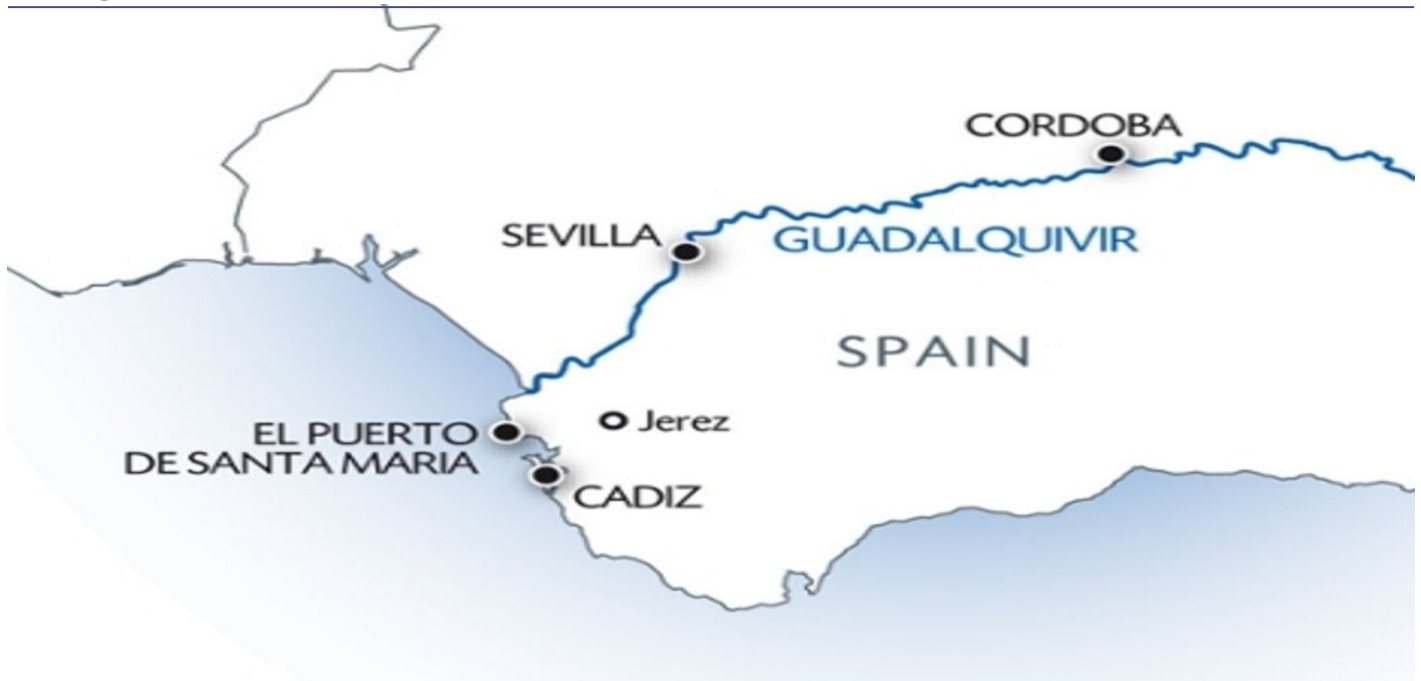 CORDOBA
SEVILLA
GUADALQUIVIR
SPAIN
Jerez
EL PUERTO
DE SANTA MARIA
CADIZ